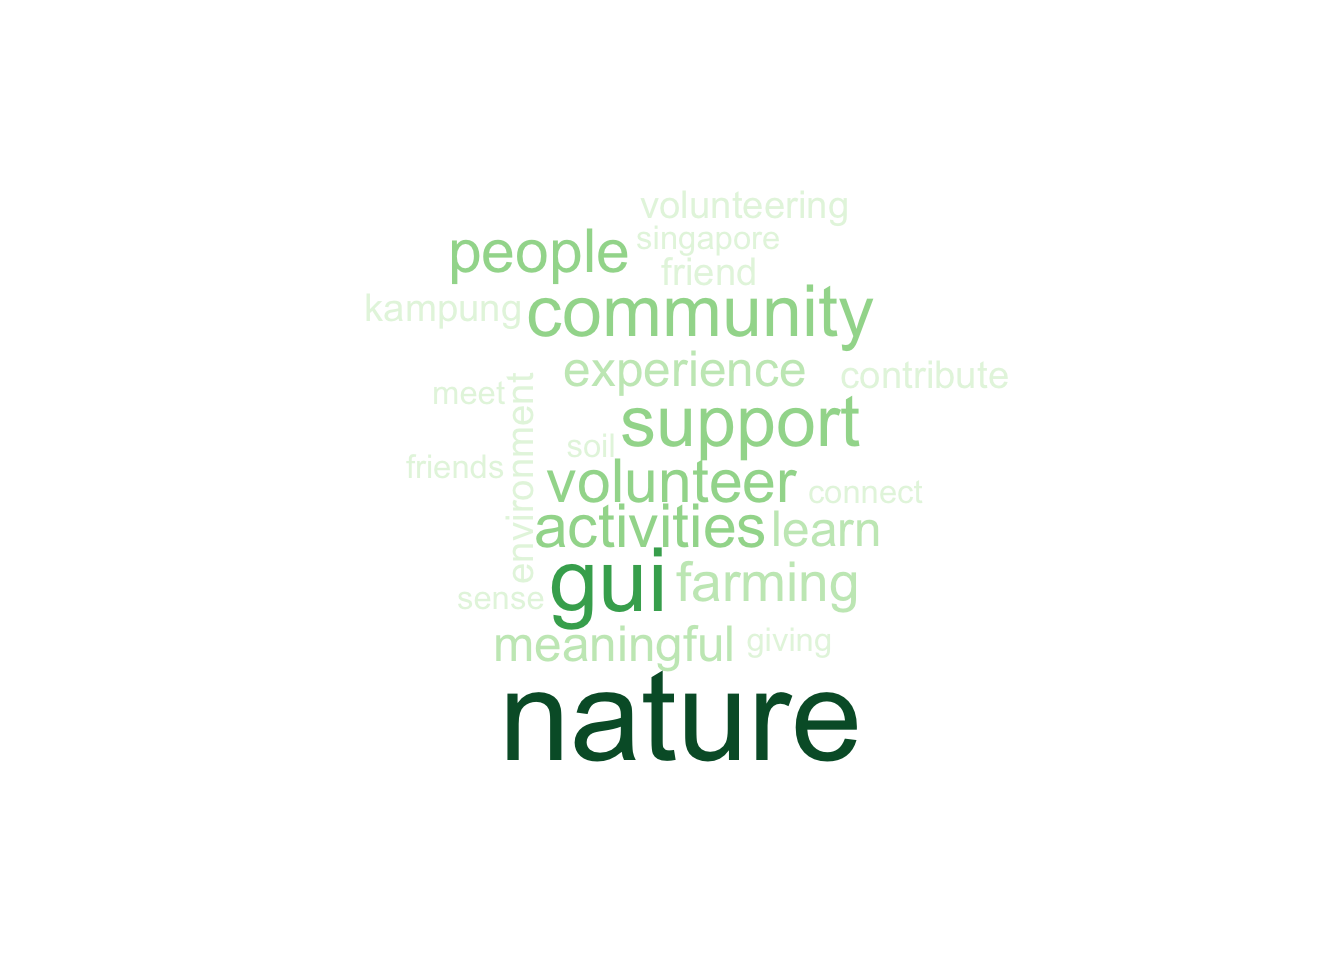 volunteering
people
singapore
friend
kampung
community
experience
contribute
meet
environment
support
soil
friends
volunteer
connect
activities
learn
gui
farming
sense
meaningful
giving
nature